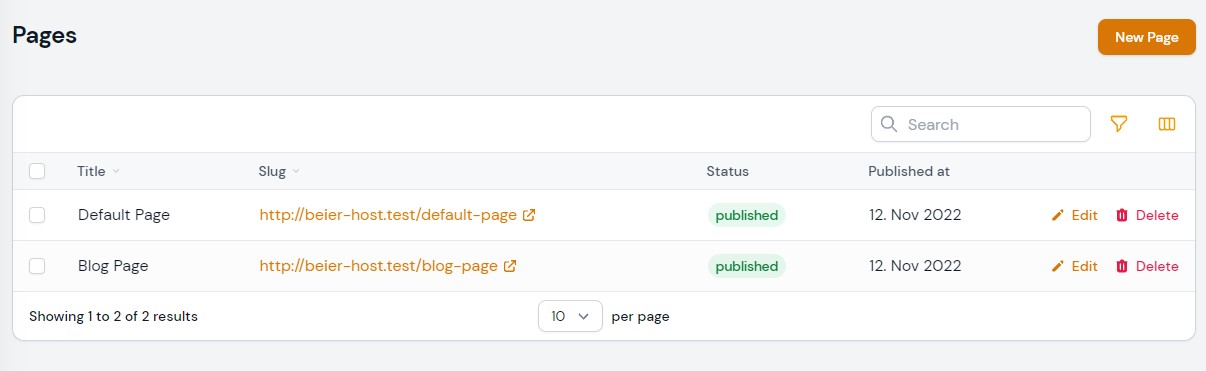 Pages
New Page
Search
Title Slug Status Published at
Default Page http://beier-host.test/default-page published 12. Nov 2022 Edit Delete
Blog Page http://beier-host.test/blog-page published 12. Nov 2022 Edit Delete
Showing 1 to 2 of 2 results 10 per page